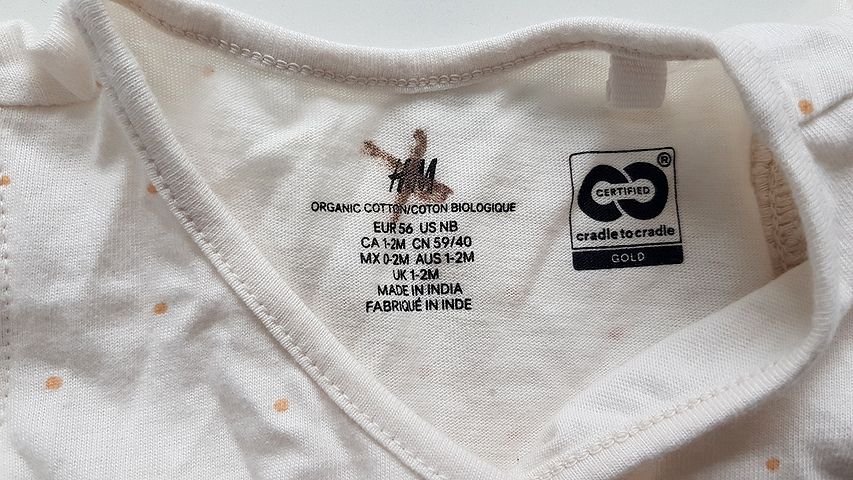 H&M
ORGANIC COTTON/COTON BIOLOGIQUE
EUR 56 US NB
CA 1-2M CN 59/40
MX 0-2M AUS 1-2M
UK 1-2M
MADE IN INDIA
FABRIQUÉ IN INDE
®
CERTIFIED
cradle to cradle
GOLD